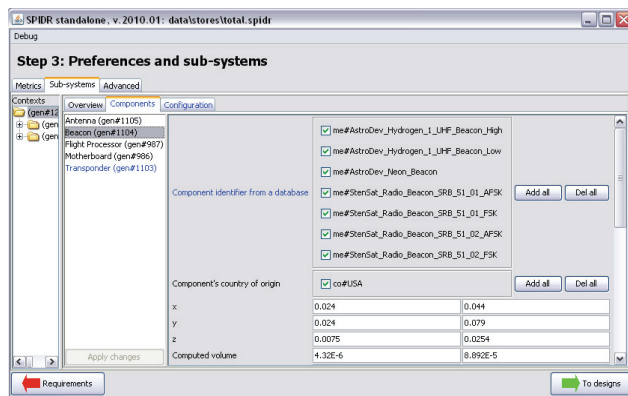 SPIDR standalone, v.2010.01: data\stores\total.spidr
Debug
Step 3: Preferences and sub-systems
Metrics Sub-systems Advanced
Contexts
(gen#12
(gen
(gen
Overview Components Configuration
Antenna (gen#1105)
Beacon (gen#1104)
Flight Processor (gen#987)
Motherboard (gen#986)
Transponder (gen#1103)
me#AstroDev_Hydrogen_1_UHF_Beacon_High
me#AstroDev_Hydrogen_1_UHF_Beacon_Low
me#AstroDev_Neon_Beacon
Component identifier from a database me#StenSat_Radio_Beacon_SRB_51_01_AFSK Add all Del all
me#StenSat_Radio_Beacon_SRB_51_01_FSK
me#StenSat_Radio_Beacon_SRB_51_02_AFSK
me#StenSat_Radio_Beacon_SRB_51_02_FSK
Component's country of origin co#USA Add all Del all
x 0.024 0.044
y 0.024 0.079
z 0.0075 0.0254
Computed volume 4.32E-6 8.892E-5
Apply changes
Requirements To designs